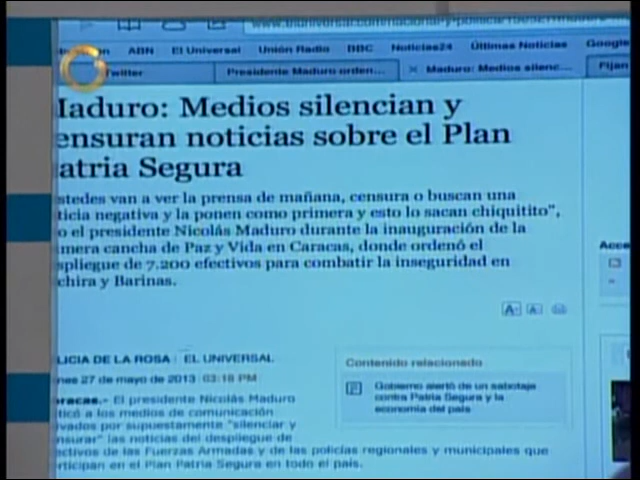 ABN El Universal Unión Radio BBC Noticias24 Últimas Noticias Google
Twitter Presidente Maduro orden... Maduro: Medios silenc... Fijan
Maduro: Medios silencian y
ensuran noticias sobre el Plan
atria Segura
stedes van a ver la prensa de mañana, censura o buscan una
ticia negativa y la ponen como primera y esto lo sacan chiquitito",
o el presidente Nicolás Maduro durante la inauguración de la
mera cancha de Paz y Vida en Caracas, donde ordenó el
spliegue de 7.200 efectivos para combatir la inseguridad en
chira y Barinas.
A- A
Acce
LICIA DE LA ROSA EL UNIVERSAL
nes 27 de mayo de 2013 03:18 PM
Contenido relacionado
Gobierno alertó de un sabotaje
contra Patria Segura y la
economía del país
aracas.- El presidente Nicolás Maduro
ticó a los medios de comunicación
ivados por supuestamente "silenciar y
nsurar" las noticias del despliegue de
ectivos de las Fuerzas Armadas y de las policías regionales y municipales que
rticipan en el Plan Patria Segura en todo el país.